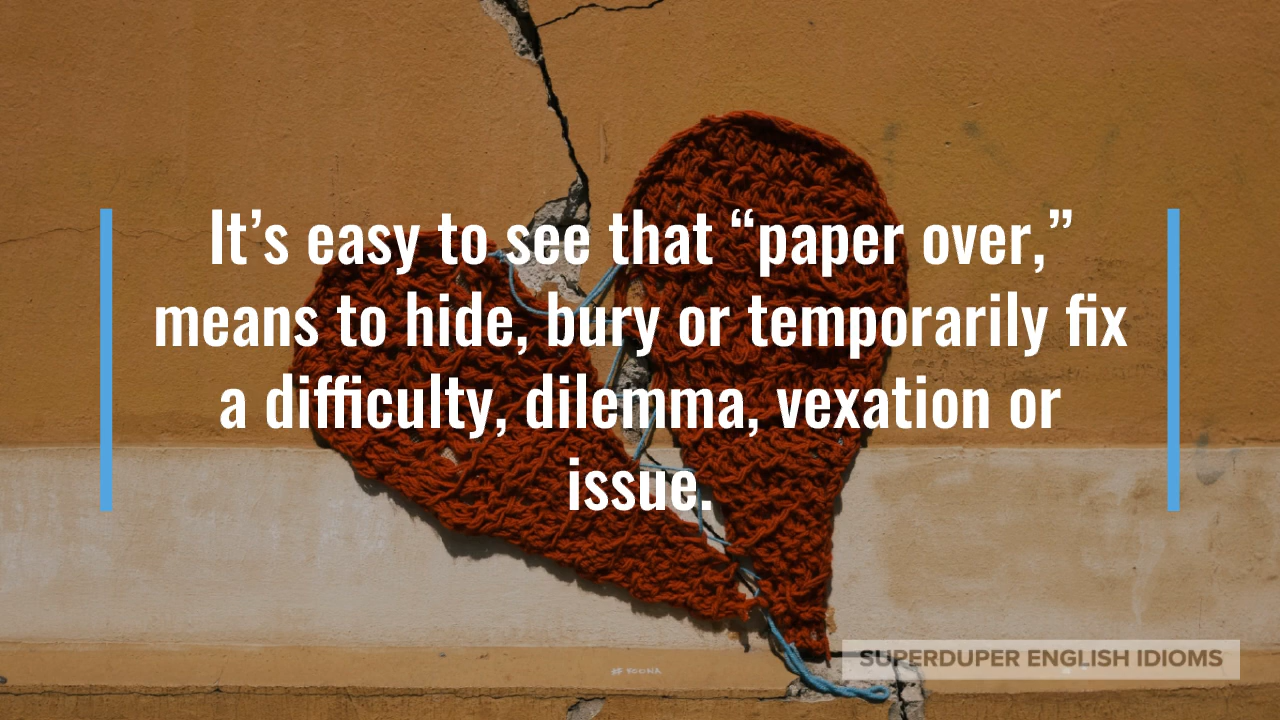 It’s easy to see that “paper over,”
means to hide, bury or temporarily fix
a difficulty, dilemma, vexation or
issue.
SUPERDUPER ENGLISH IDIOMS